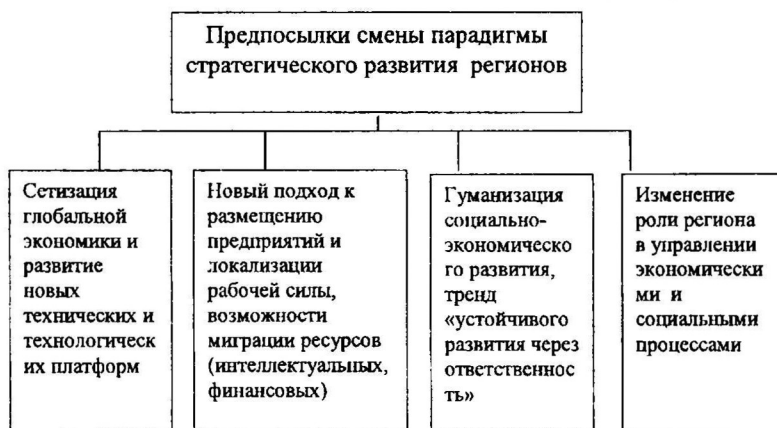 Предпосылки смены парадигмы
стратегического развития регионов
Сетизация
глобальной
экономики и
развитие
новых
технических и
технологическ
их платформ
Новый подход к
размещению
предприятий и
локализации
рабочей силы,
возможности
миграции ресурсов
(интеллектуальных,
финансовых)
Гуманизация
социально-
экономическо
го развития,
тренд
«устойчивого
развития через
ответственнос
ть»
Изменение
роли региона
в управлении
экономически
ми и
социальными
процессами